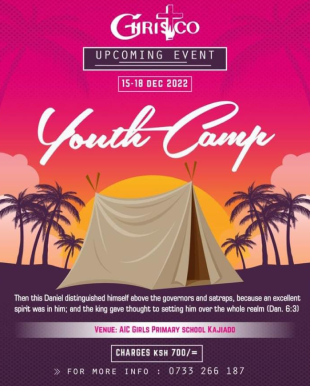 CHRISCO
UPCOMING EVENT
15-18 DEC 2022
Youth Camp
Then this Daniel distinguished himself above the governors and satraps, because an excellent
spirit was in him; and the king gave thought to setting him over the whole realm (Dan. 6:3)
VENUE: AIC GIRLS PRIMARY SCHOOL KAJIADO
CHARGES KSH 700/=
» FOR MORE INFO : 0733 266 187